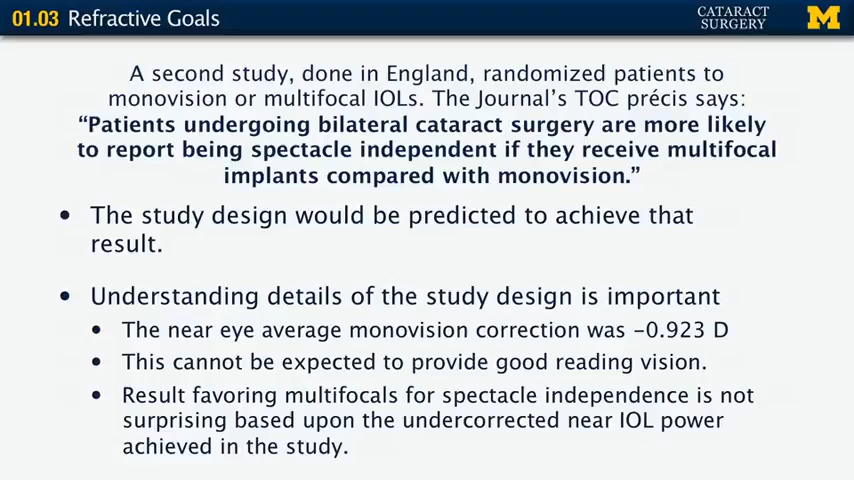 01.03 Refractive Goals
CATARACT
SURGERY
M
A second study, done in England, randomized patients to
monovision or multifocal IOLs. The Journal's TOC précis says:
“Patients undergoing bilateral cataract surgery are more likely
to report being spectacle independent if they receive multifocal
implants compared with monovision.”
• The study design would be predicted to achieve that
result.
• Understanding details of the study design is important
• The near eye average monovision correction was −0.923 D
• This cannot be expected to provide good reading vision.
• Result favoring multifocals for spectacle independence is not
surprising based upon the undercorrected near IOL power
achieved in the study.